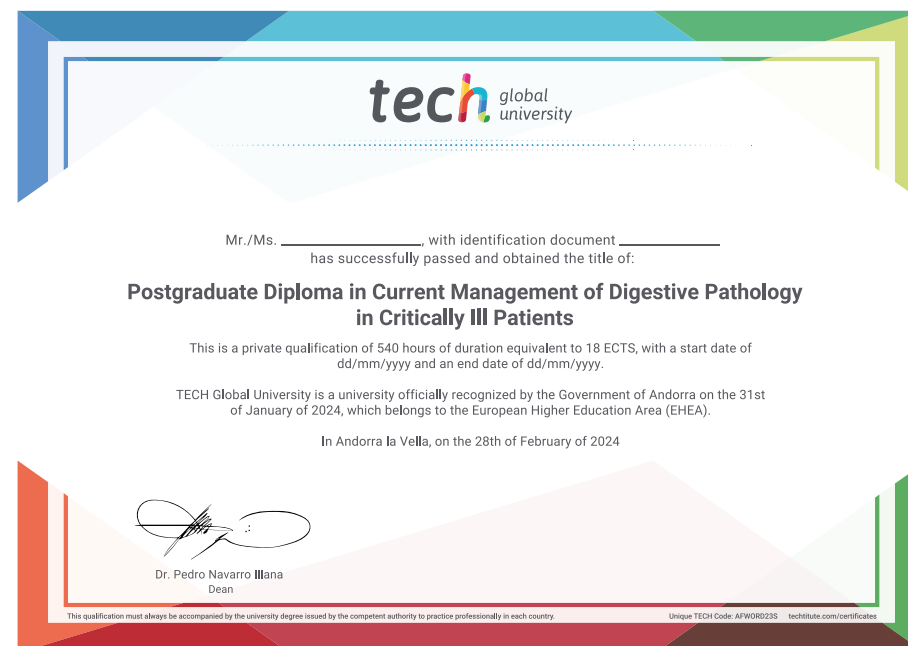 tech global university
Mr./Ms. ____________________, with identification document ______________
has successfully passed and obtained the title of:
Postgraduate Diploma in Current Management of Digestive Pathology
in Critically Ill Patients
This is a private qualification of 540 hours of duration equivalent to 18 ECTS, with a start date of
dd/mm/yyyy and an end date of dd/mm/yyyy.
TECH Global University is a university officially recognized by the Government of Andorra on the 31st
of January of 2024, which belongs to the European Higher Education Area (EHEA).
In Andorra la Vella, on the 28th of February of 2024
Dr. Pedro Navarro Illana
Dean
This qualification must always be accompanied by the university degree issued by the competent authority to practice professionally in each country. Unique TECH Code: AFWORD23S techtitute.com/certificates